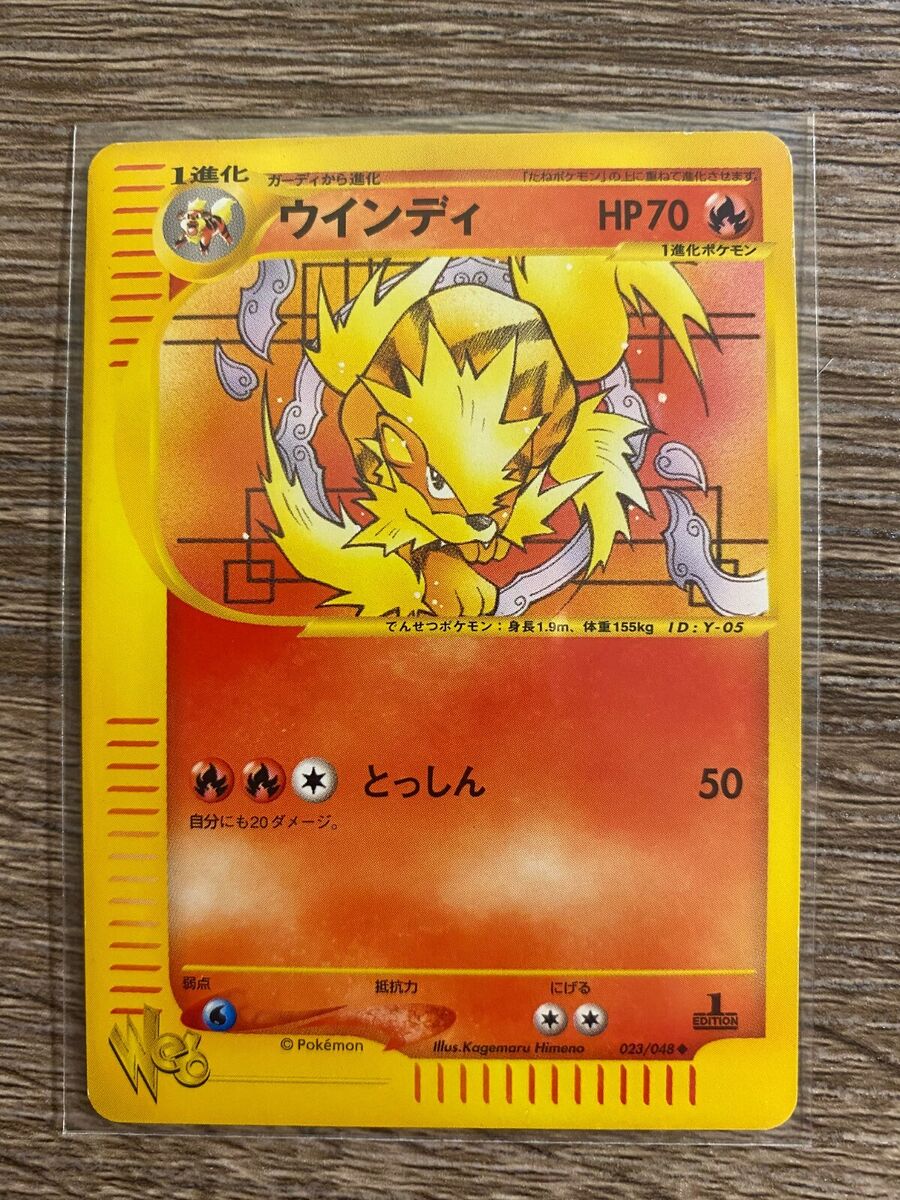 1進化 ガーディから進化 「たねポケモン」の上に重ねて進化させます。
ウインディ HP70
1進化ポケモン
でんせつポケモン：身長1.9m、体重155kg ID:Y-05
とっしん 50
自分にも20ダメージ。
弱点 抵抗力 にげる
1
EDITION
©Pokémon Illus.Kagemaru Himeno 023/048◆
Web